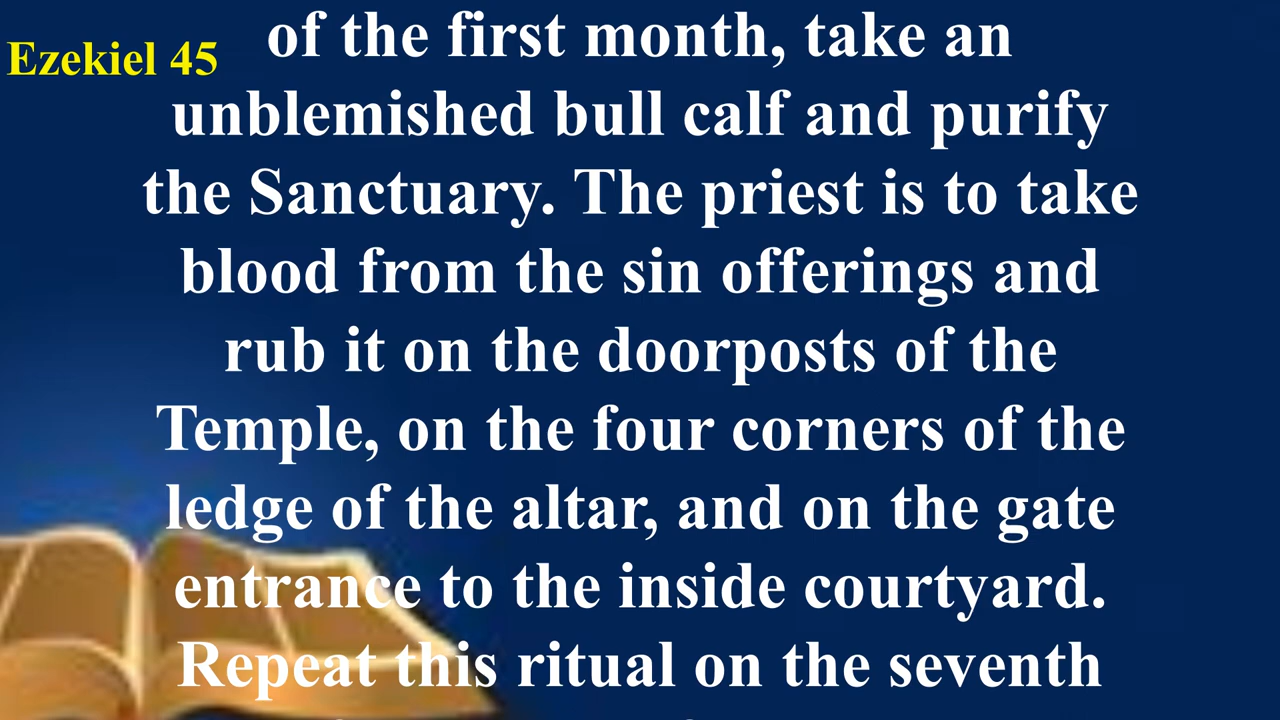 Ezekiel 45
of the first month, take an
unblemished bull calf and purify
the Sanctuary. The priest is to take
blood from the sin offerings and
rub it on the doorposts of the
Temple, on the four corners of the
ledge of the altar, and on the gate
entrance to the inside courtyard.
Repeat this ritual on the seventh